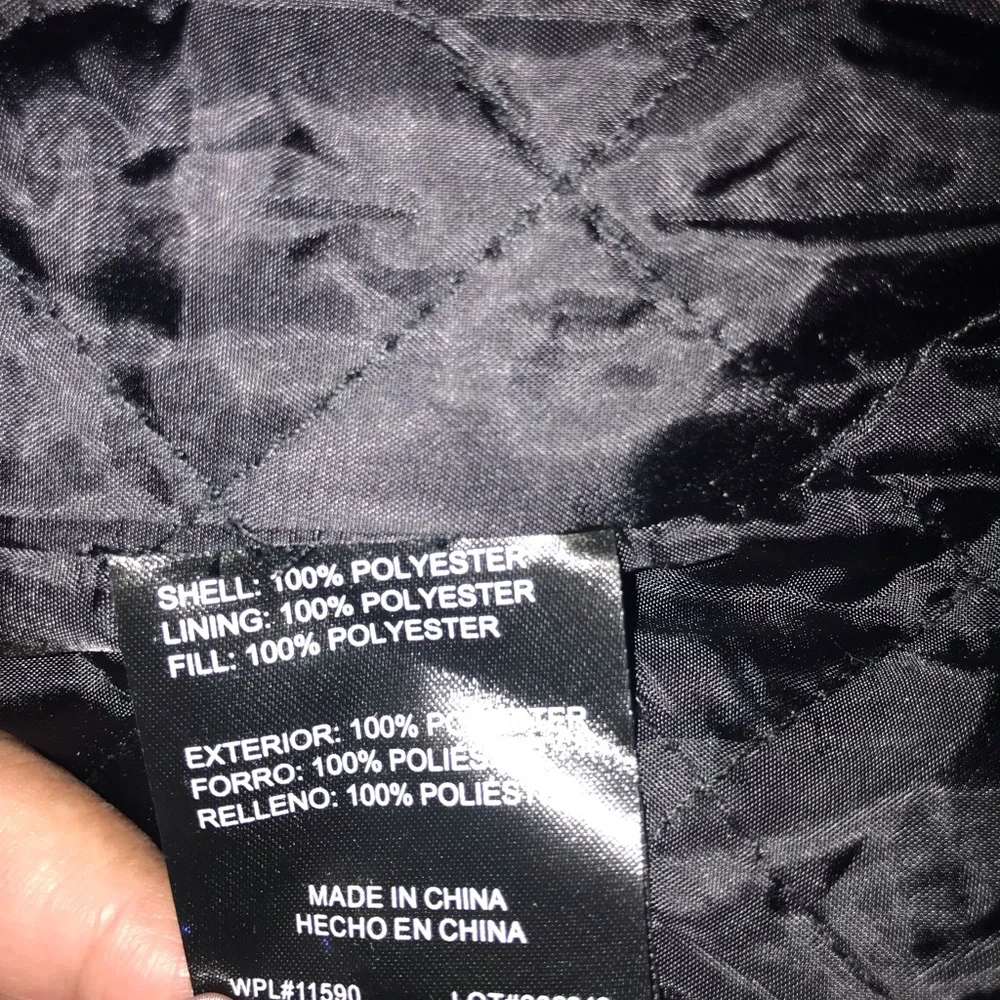 SHELL: 100% POLYESTER
LINING: 100% POLYESTER
FILL: 100% POLYESTER
EXTERIOR: 100%
FORRO: 100%
RELLENO: 100%
MADE IN CHINA
HECHO EN CHINA
WPL#11590